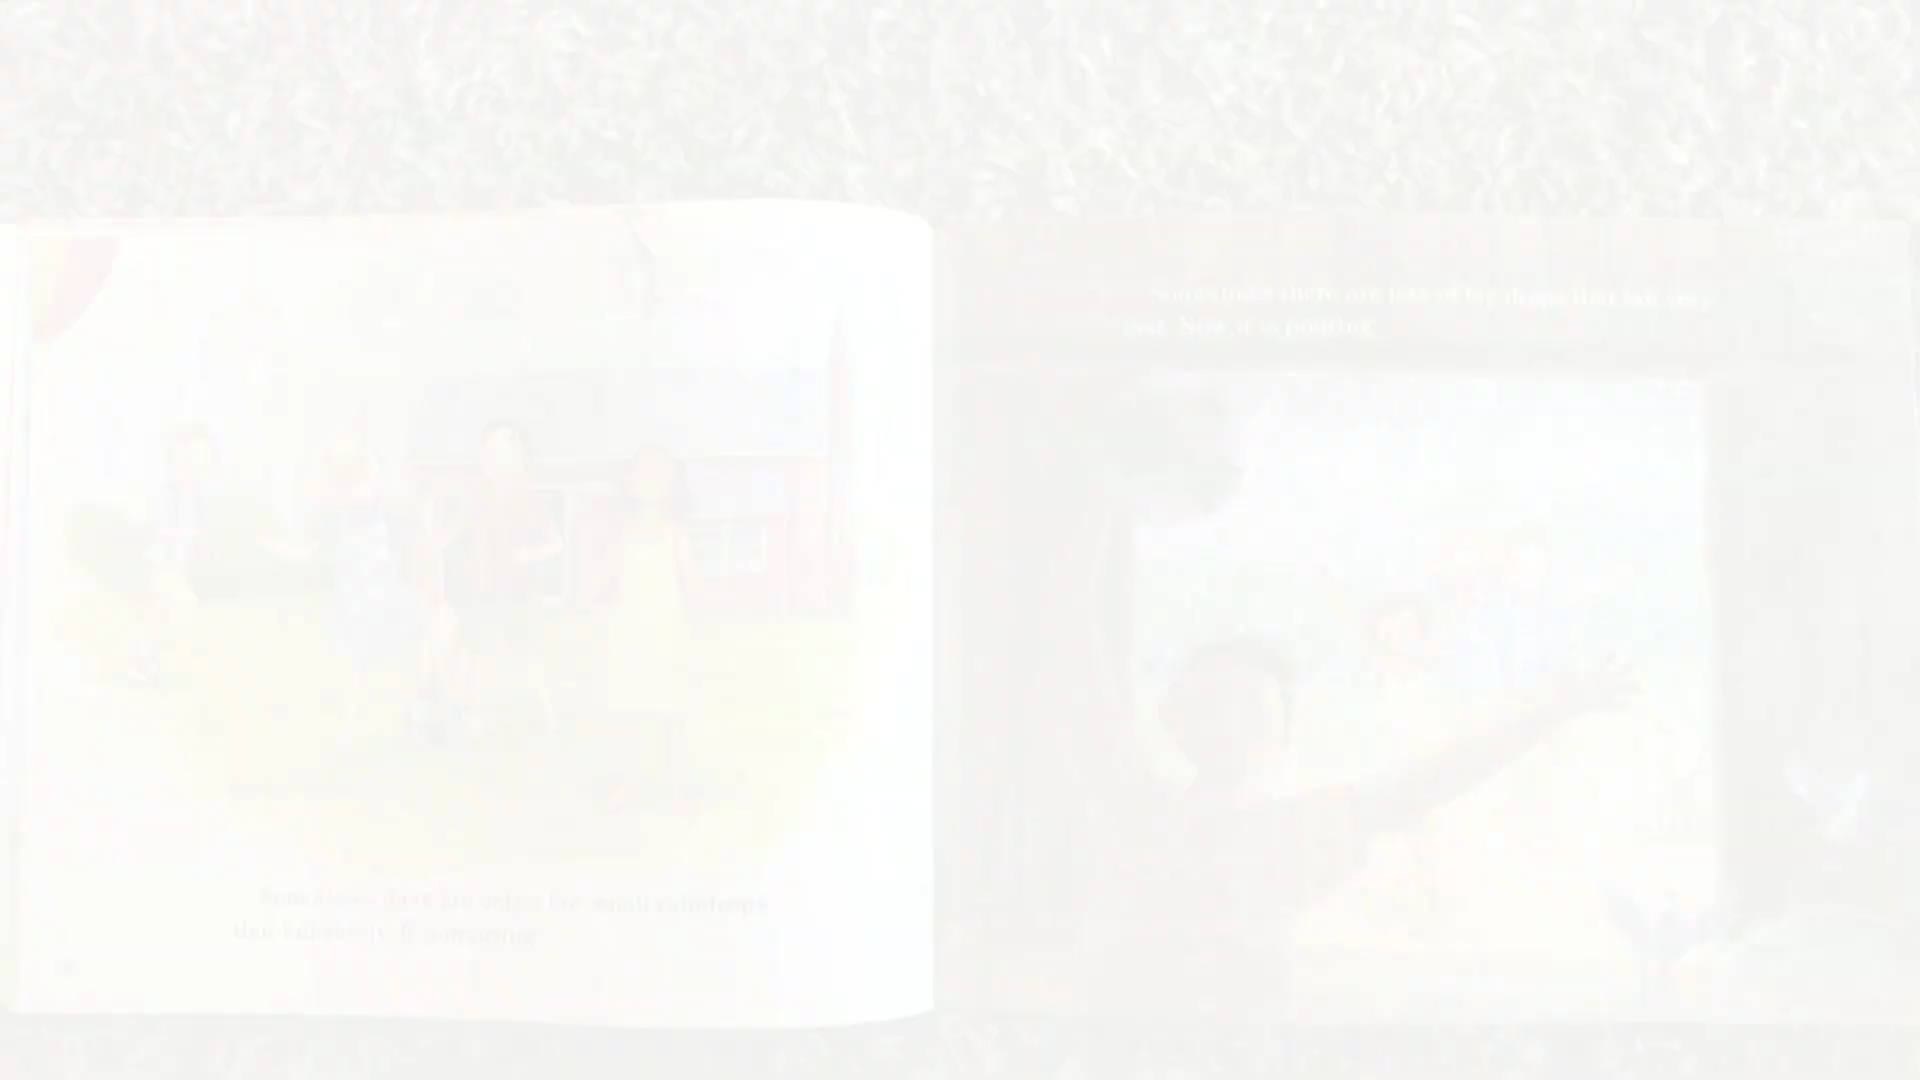 Sometimes there are only a few small raindrops
that fall slowly. It is
Sometimes there are lots of big drops that fall very
fast. Now, it is pouring.